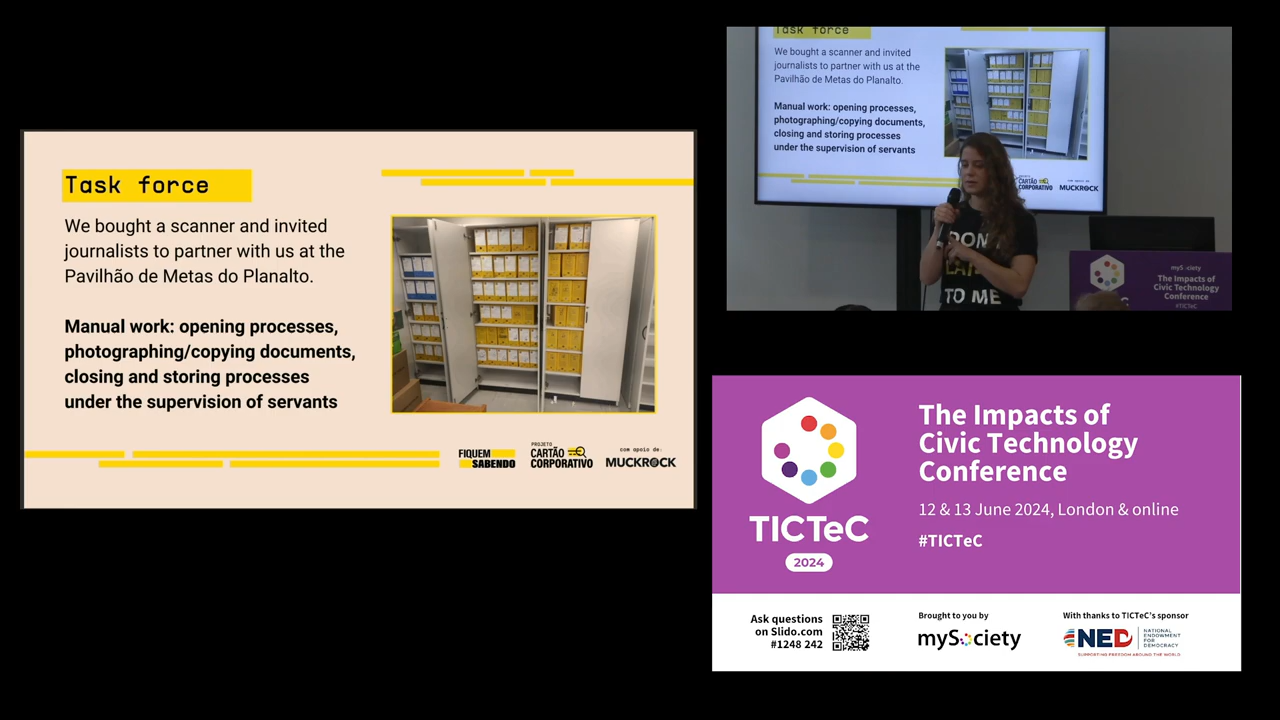 Task force
We bought a scanner and invited
journalists to partner with us at the
Pavilhão de Metas do Planalto.
Manual work: opening processes,
photographing/copying documents,
closing and storing processes
under the supervision of servants
FIQUEM
SABENDO
PROJETO
CARTÃO
CORPORATIVO
com apoio de:
MUCKROCK
Task force
We bought a scanner and invited
journalists to partner with us at the
Pavilhão de Metas do Planalto.
Manual work: opening processes,
photographing/copying documents,
closing and storing processes
under the supervision of servants
CARTÃO
CORPORATIVO
MUCKROCK
TO ME
The Impacts of
Civic Technology
Conference
#TICTeC
TICTeC
2024
The Impacts of
Civic Technology
Conference
12 & 13 June 2024, London & online
#TICTeC
Ask questions
on Slido.com
#1248 242
Brought to you by
mySociety
With thanks to TICTeC's sponsor
NED
NATIONAL
ENDOWMENT
FOR
DEMOCRACY
SUPPORTING FREEDOM AROUND THE WORLD